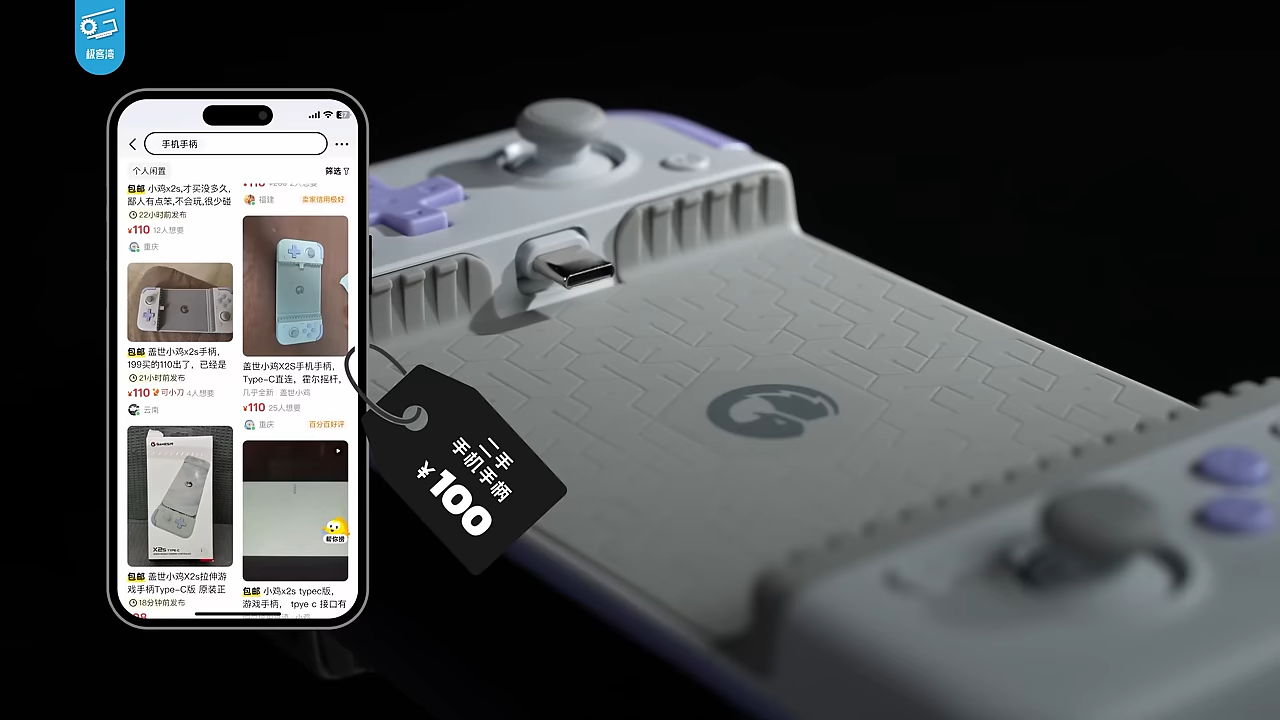 极客湾
37
手机手柄
个人闲置
筛选
包邮 小鸡x2s,才买没多久,
鄙人有点笨,不会玩,很少碰
22小时前发布
¥110 12人想要
重庆
包邮 盖世小鸡x2s手柄,
199买的110出了，已经是
21小时前发布
¥110 可小刀 4人想要
云南
GameSir
X2s TYPE-C
包邮 盖世小鸡X2s拉伸游
戏手柄Type-C版 原装正
18分钟前发布
福建 卖家信用极好
盖世小鸡X2S手机手柄,
Type-C直连，霍尔摇杆,
几乎全新 盖世小鸡
¥110 25人想要
重庆 百分百好评
帮你挑
包邮 小鸡x2s typec版,
游戏手柄， tpye c 接口有
二手
手机手柄
¥100